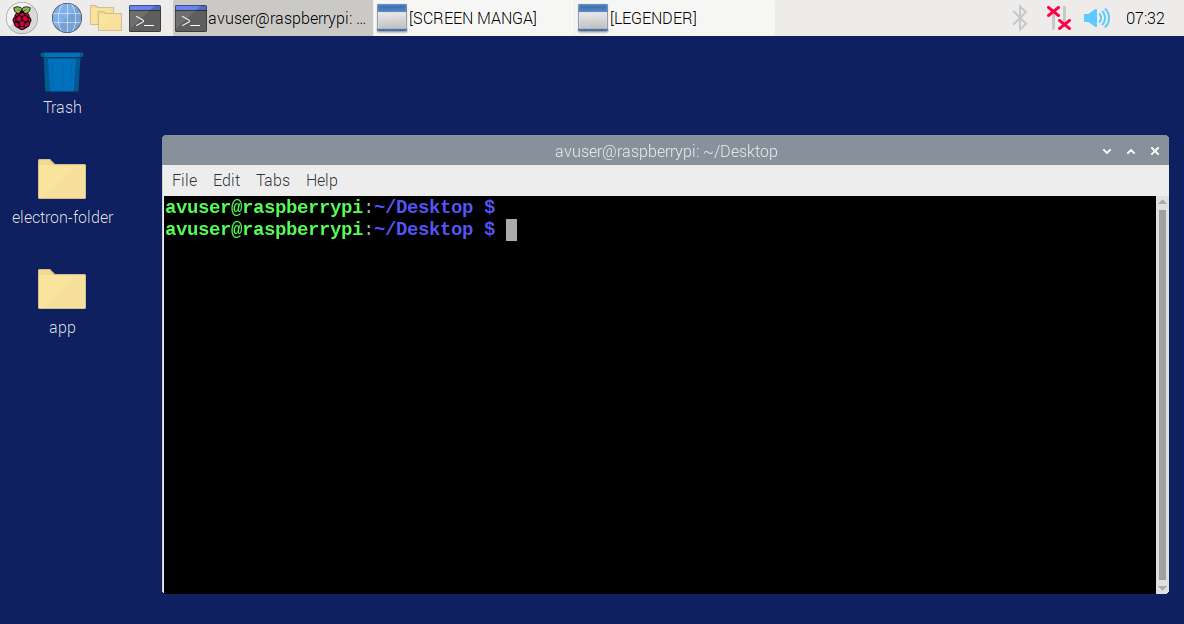 avuser@raspberrypi: ...
[SCREEN MANGA]
[LEGENDER]
07:32
Trash
electron-folder
app
avuser@raspberrypi: ~/Desktop
File Edit Tabs Help
avuser@raspberrypi:~/Desktop $
avuser@raspberrypi:~/Desktop $